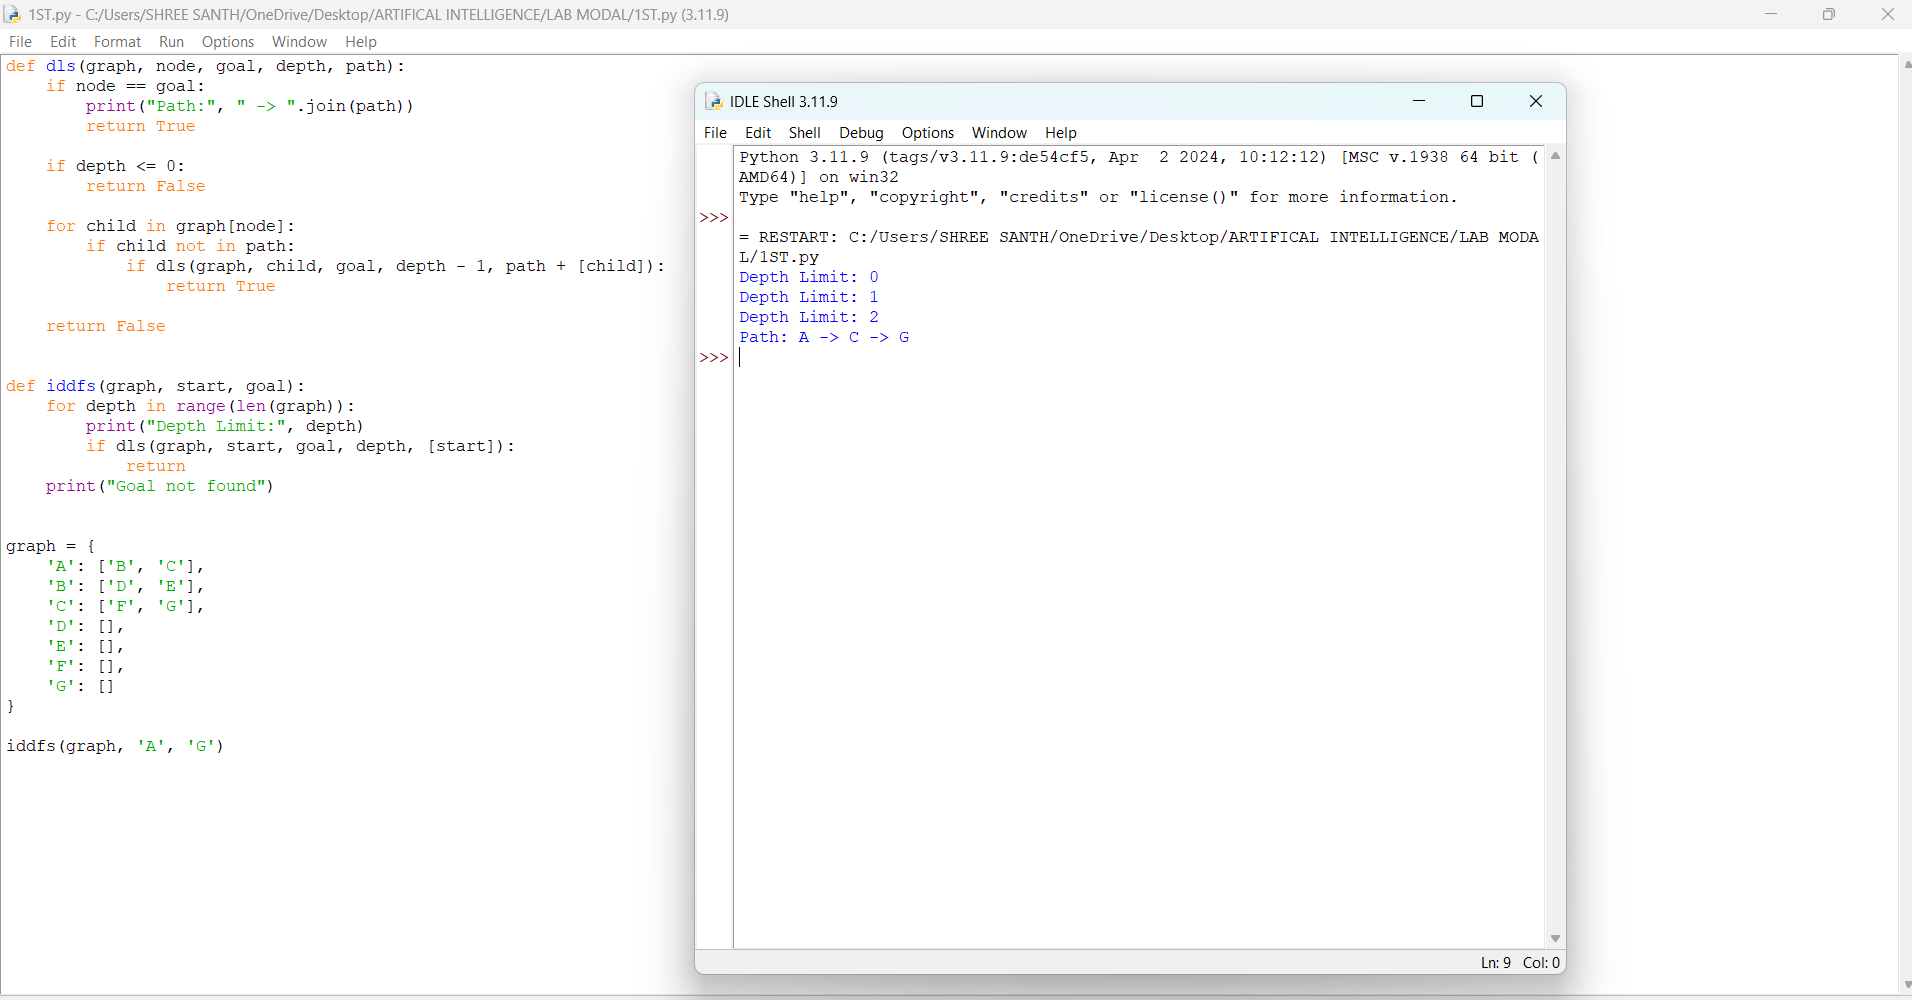 1ST.py - C:/Users/SHREE SANTH/OneDrive/Desktop/ARTIFICAL INTELLIGENCE/LAB MODAL/1ST.py (3.11.9)
File Edit Format Run Options Window Help
def dls(graph, node, goal, depth, path):
    if node == goal:
        print("Path:", " -> ".join(path))
        return True
    if depth <= 0:
        return False
    for child in graph[node]:
        if child not in path:
            if dls(graph, child, goal, depth - 1, path + [child]):
                return True
    return False
def iddfs(graph, start, goal):
    for depth in range(len(graph)):
        print("Depth Limit:", depth)
        if dls(graph, start, goal, depth, [start]):
            return
    print("Goal not found")
graph = {
    'A': ['B', 'C'],
    'B': ['D', 'E'],
    'C': ['F', 'G'],
    'D': [],
    'E': [],
    'F': [],
    'G': []
}
iddfs(graph, 'A', 'G')
IDLE Shell 3.11.9
File Edit Shell Debug Options Window Help
Python 3.11.9 (tags/v3.11.9:de54cf5, Apr  2 2024, 10:12:12) [MSC v.1938 64 bit (
AMD64)] on win32
Type "help", "copyright", "credits" or "license()" for more information.
>>>
= RESTART: C:/Users/SHREE SANTH/OneDrive/Desktop/ARTIFICAL INTELLIGENCE/LAB MODA
L/1ST.py
Depth Limit: 0
Depth Limit: 1
Depth Limit: 2
Path: A -> C -> G
>>>
Ln: 9 Col: 0